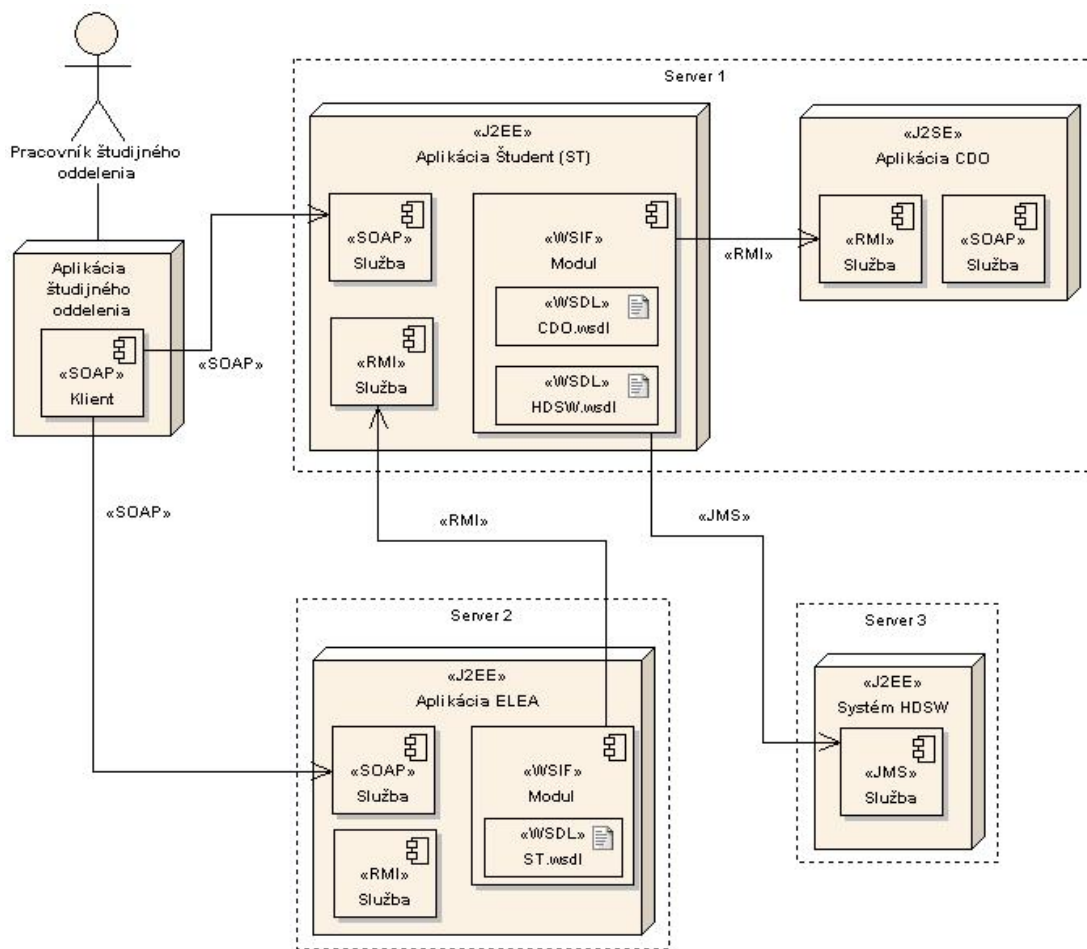 Pracovník študijného
oddelenia
Aplikácia
študijného
oddelenia
«SOAP»
Klient
«SOAP»
«SOAP»
Server 1
«J2EE»
Aplikácia Študent (ST)
«SOAP»
Služba
«RMI»
Služba
«WSIF»
Modul
«WSDL»
CDO.wsdl
«WSDL»
HDSW.wsdl
«RMI»
«J2SE»
Aplikácia CDO
«RMI»
Služba
«SOAP»
Služba
«RMI»
«JMS»
Server 2
«J2EE»
Aplikácia ELEA
«SOAP»
Služba
«RMI»
Služba
«WSIF»
Modul
«WSDL»
ST.wsdl
Server 3
«J2EE»
Systém HDSW
«JMS»
Služba